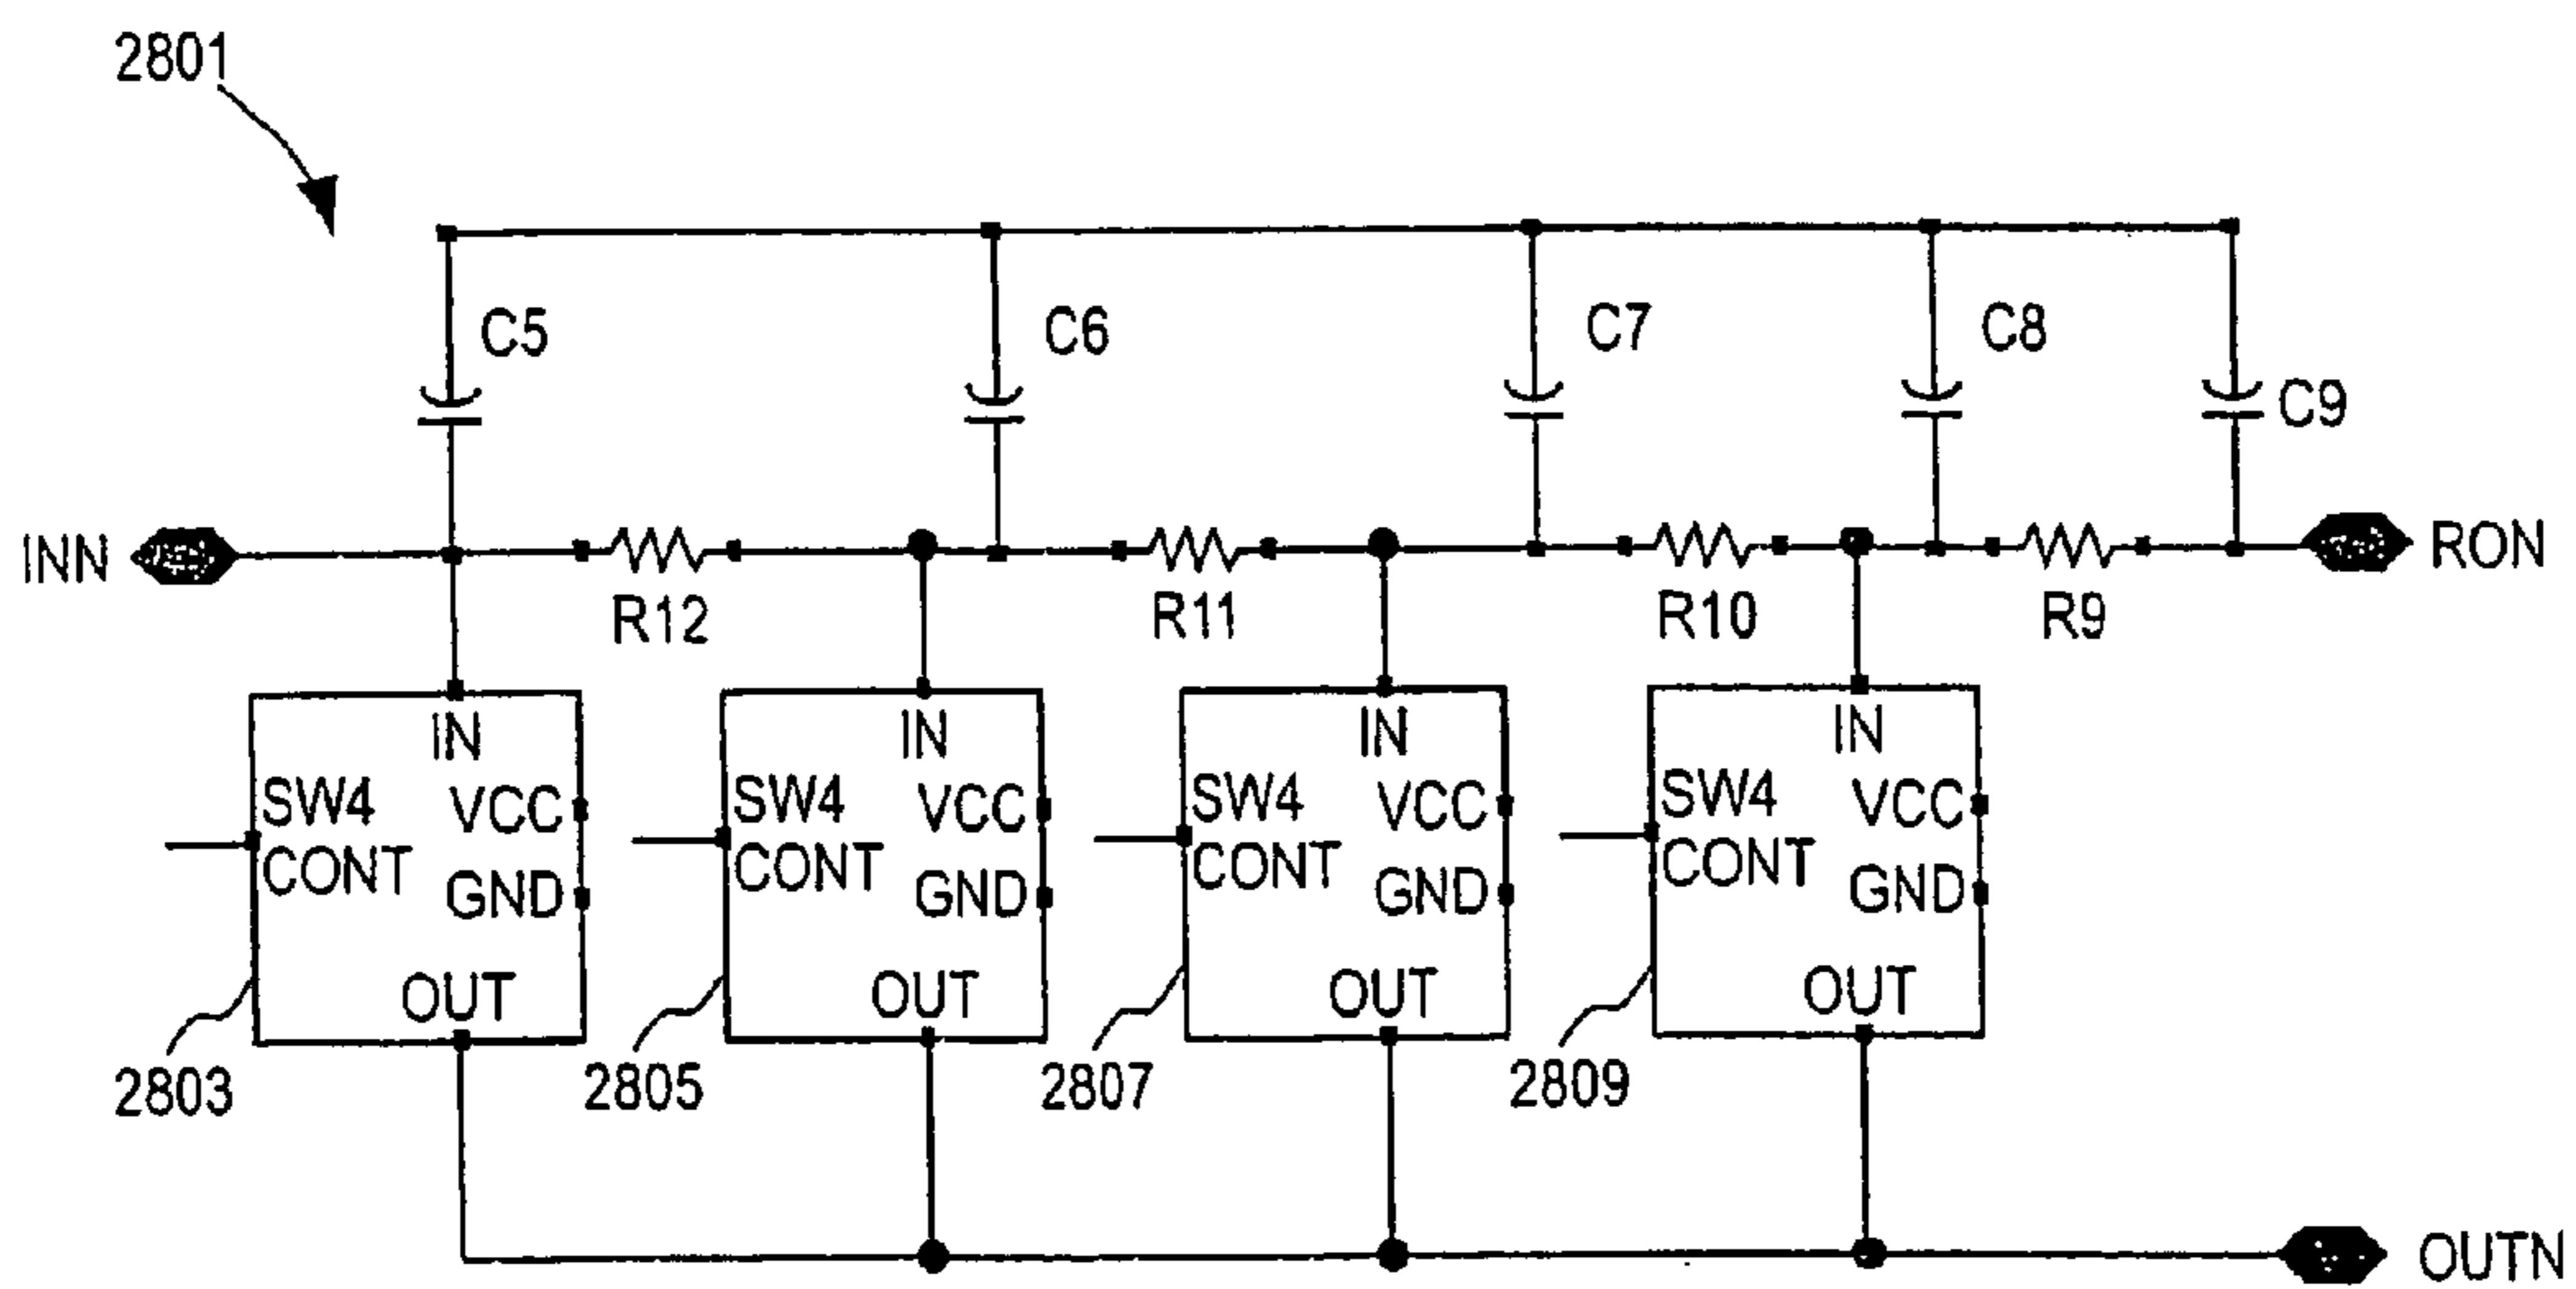 2801
C5
C6
C7
C8
C9
INN
R12
R11
R10
R9
RON
IN
SW4
VCC
CONT
GND
OUT
2803
IN
SW4
VCC
CONT
GND
OUT
2805
IN
SW4
VCC
CONT
GND
OUT
2807
IN
SW4
VCC
CONT
GND
OUT
2809
OUTN